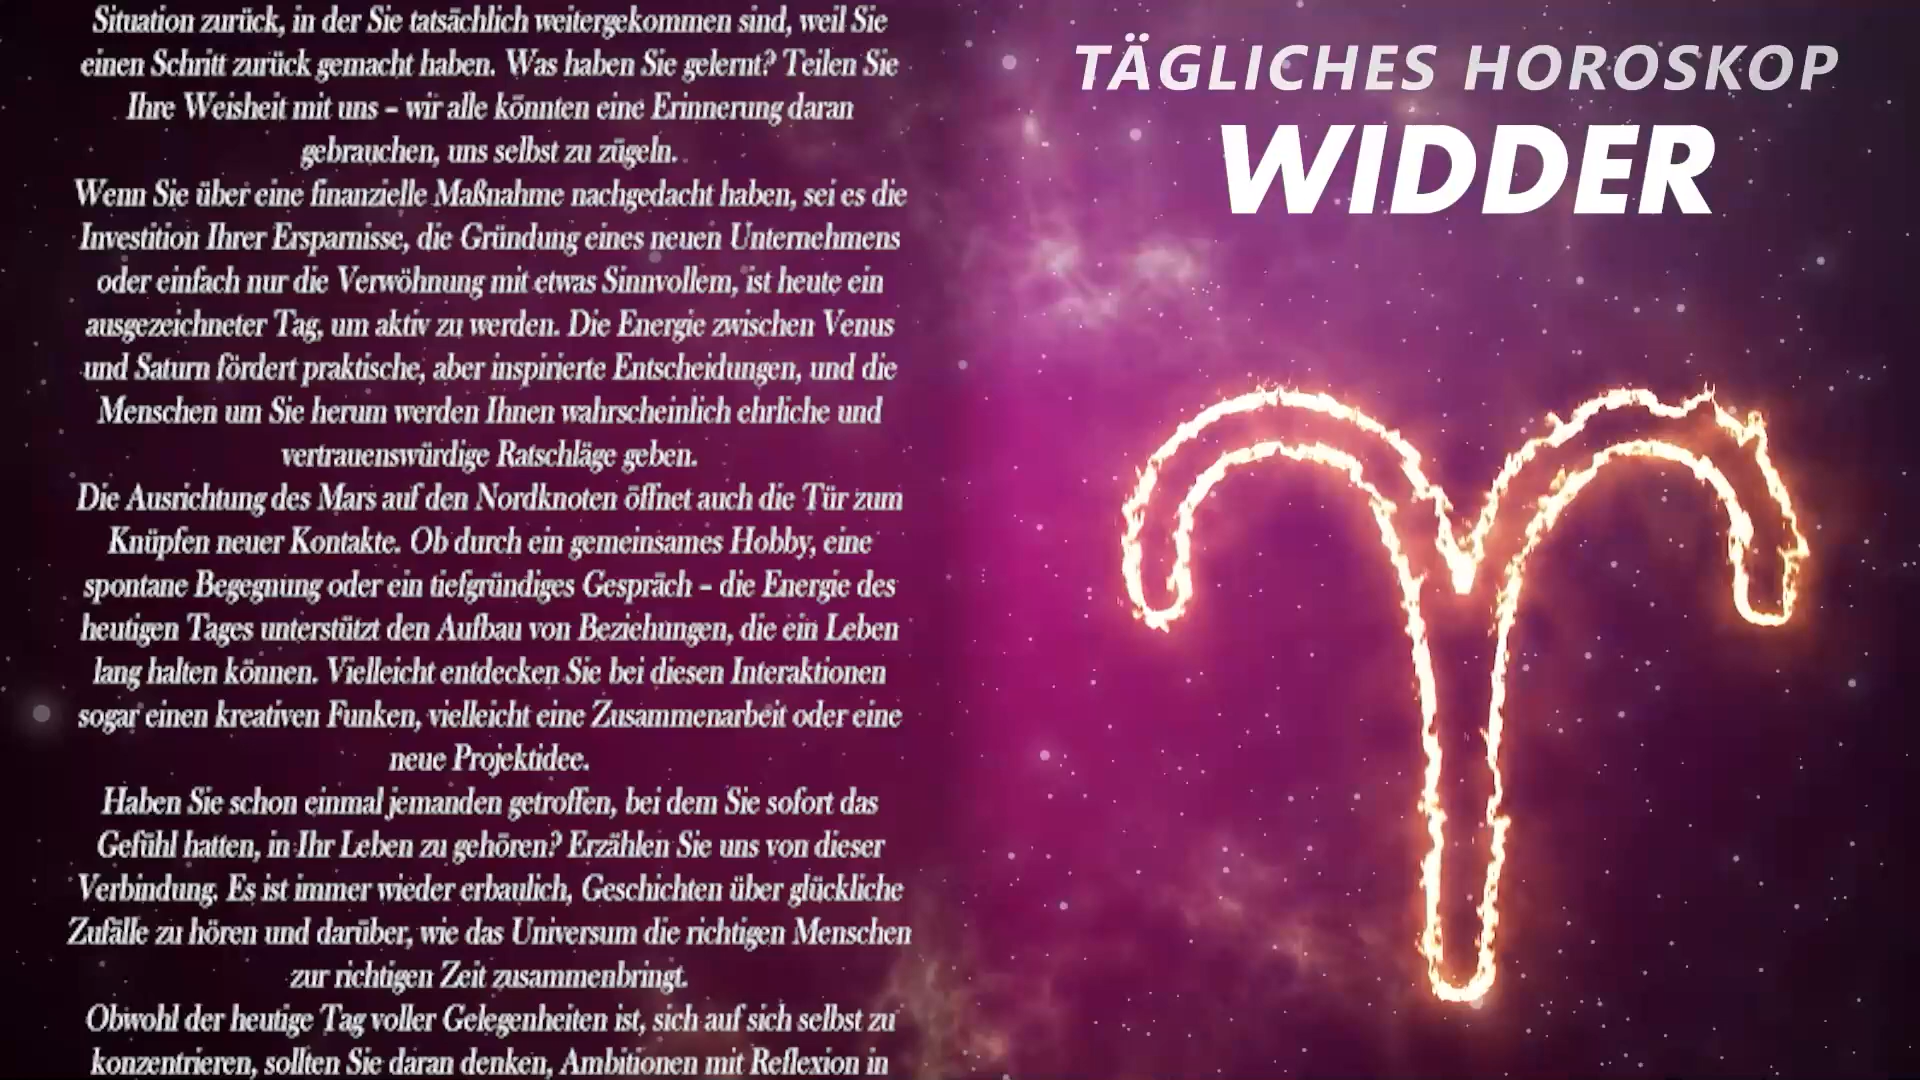 Situation zurück, in der Sie tatsächlich weitergekommen sind, weil Sie
einen Schritt zurück gemacht haben. Was haben Sie gelernt? Teilen Sie
Ihre Weisheit mit uns – wir alle könnten eine Erinnerung daran
gebrauchen, uns selbst zu zügeln.
Wenn Sie über eine finanzielle Maßnahme nachgedacht haben, sei es die
Investition Ihrer Ersparnisse, die Gründung eines neuen Unternehmens
oder einfach nur die Verwöhnung mit etwas Sinnvollem, ist heute ein
ausgezeichneter Tag, um aktiv zu werden. Die Energie zwischen Venus
und Saturn fördert praktische, aber inspirierte Entscheidungen, und die
Menschen um Sie herum werden Ihnen wahrscheinlich ehrliche und
vertrauenswürdige Ratschläge geben.
Die Ausrichtung des Mars auf den Nordknoten öffnet auch die Tür zum
Knüpfen neuer Kontakte. Ob durch ein gemeinsames Hobby, eine
spontane Begegnung oder ein tiefgründiges Gespräch – die Energie des
heutigen Tages unterstützt den Aufbau von Beziehungen, die ein Leben
lang halten können. Vielleicht entdecken Sie bei diesen Interaktionen
sogar einen kreativen Funken, vielleicht eine Zusammenarbeit oder eine
neue Projektidee.
Haben Sie schon einmal jemanden getroffen, bei dem Sie sofort das
Gefühl hatten, in Ihr Leben zu gehören? Erzählen Sie uns von dieser
Verbindung. Es ist immer wieder erbaulich, Geschichten über glückliche
Zufälle zu hören und darüber, wie das Universum die richtigen Menschen
zur richtigen Zeit zusammenbringt.
Obwohl der heutige Tag voller Gelegenheiten ist, sich auf sich selbst zu
konzentrieren, sollten Sie daran denken, Ambitionen mit Reflexion in
TÄGLICHES HOROSKOP
WIDDER